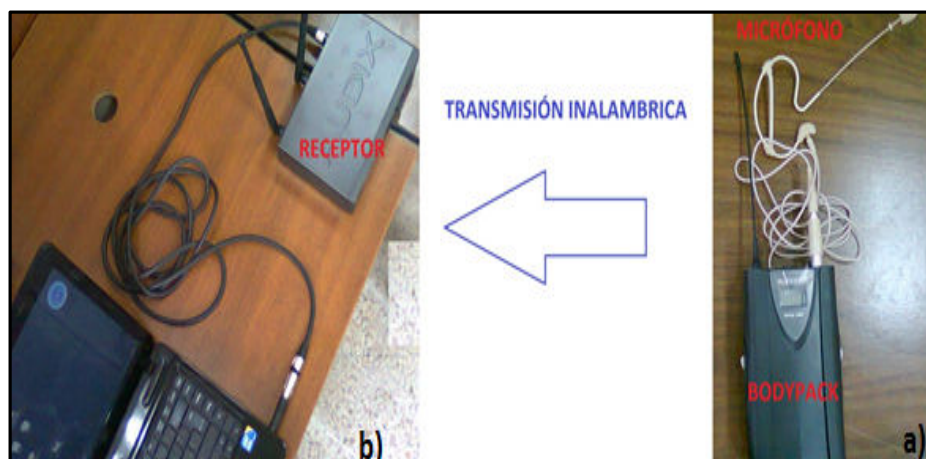 MICRÓFONO
TRANSMISIÓN INALAMBRICA
RECEPTOR
BODYPACK
b)
a)